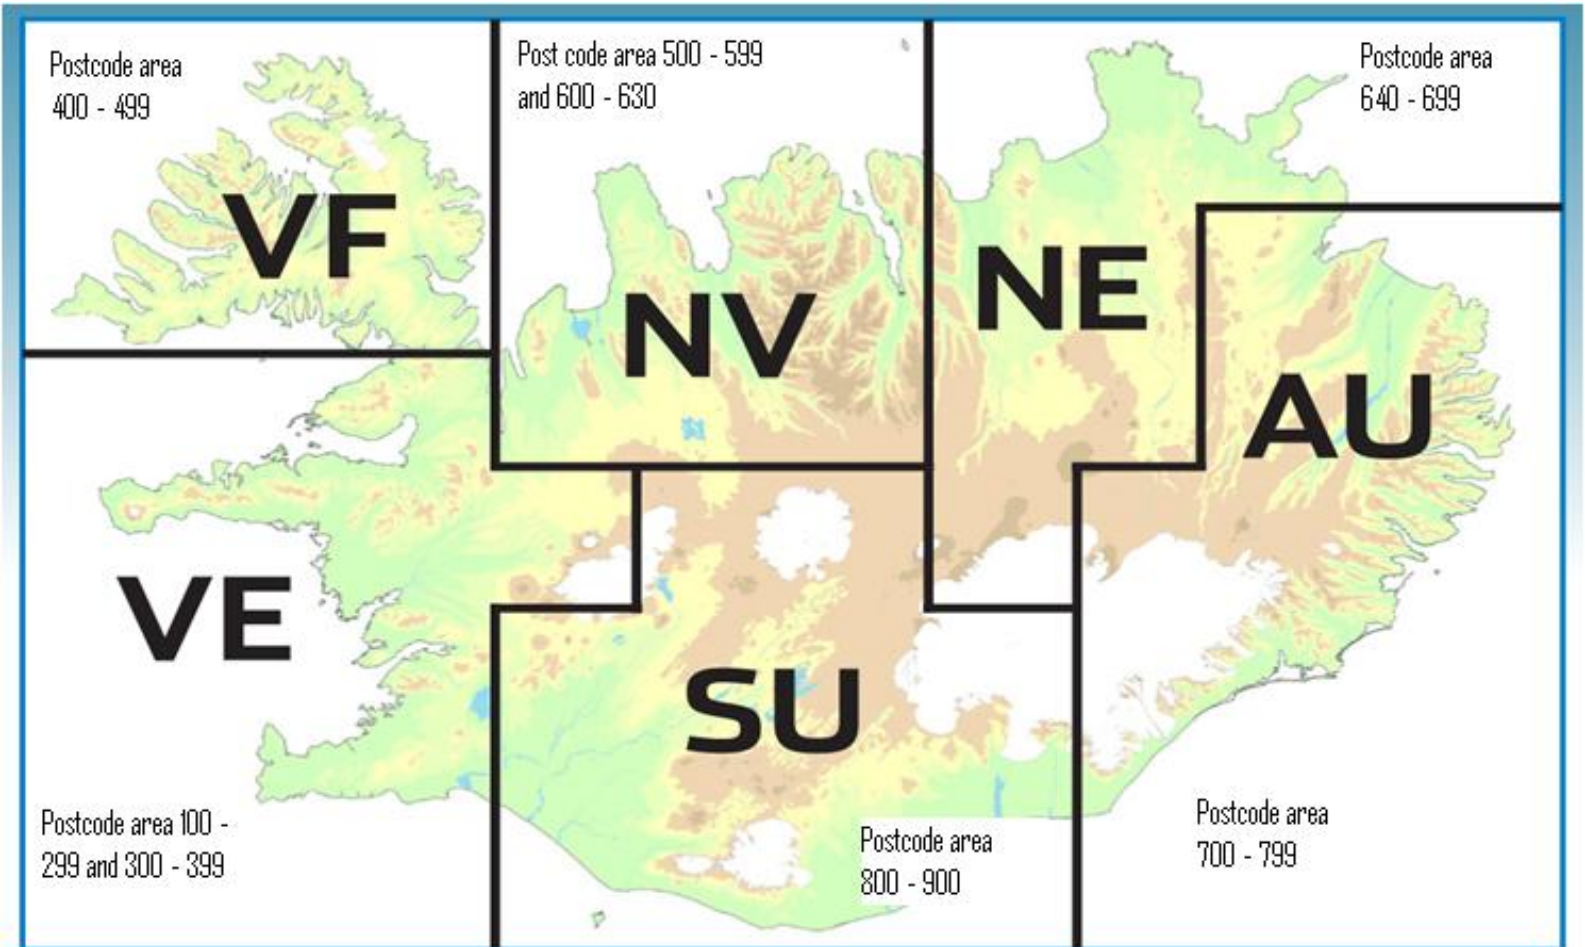 Postcode area
400 - 499
Post code area 500 - 599
and 600 - 630
Postcode area
640 - 699
VF
NV
NE
AU
VE
SU
Postcode area 100 -
299 and 300 - 399
Postcode area
800 - 900
Postcode area
700 - 799